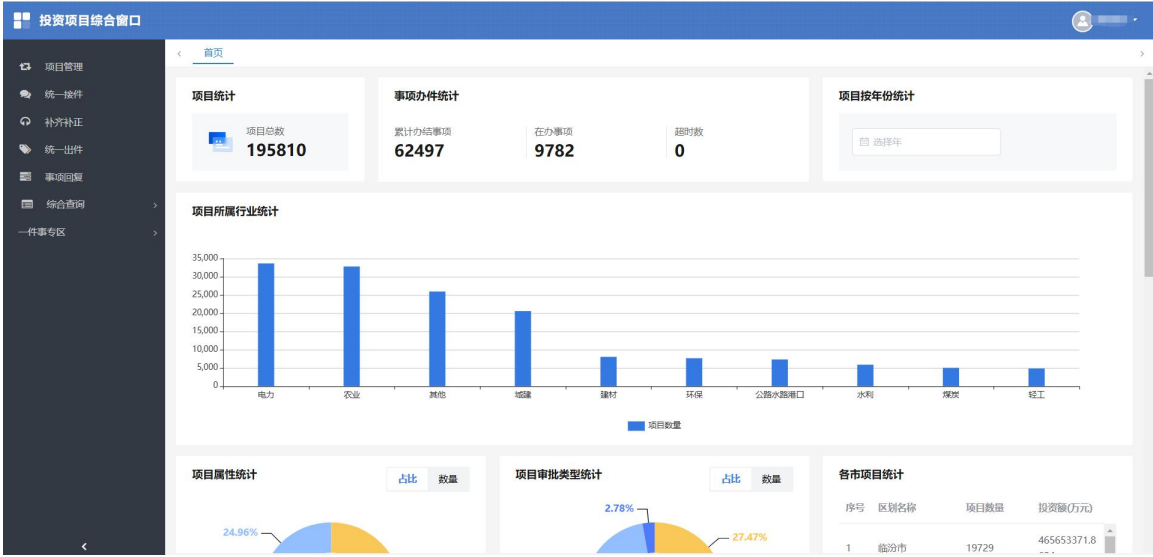 投资项目综合窗口
项目管理
统一接件
补齐补正
统一出件
事项回复
综合查询
一件事专区
首页
项目统计
项目总数
195810
事项办件统计
累计办结事项 在办事项 超时数
62497 9782 0
项目按年份统计
选择年
项目所属行业统计
35,000
30,000
25,000
20,000
15,000
10,000
5,000
0
电力 农业 其他 城建 建材 环保 公路水路港口 水利 煤炭 轻工
项目数量
项目属性统计 占比 数量
24.96%
项目审批类型统计 占比 数量
2.78%
27.47%
各市项目统计
序号 区划名称 项目数量 投资额(万元)
1 临汾市 19729 465653371.8